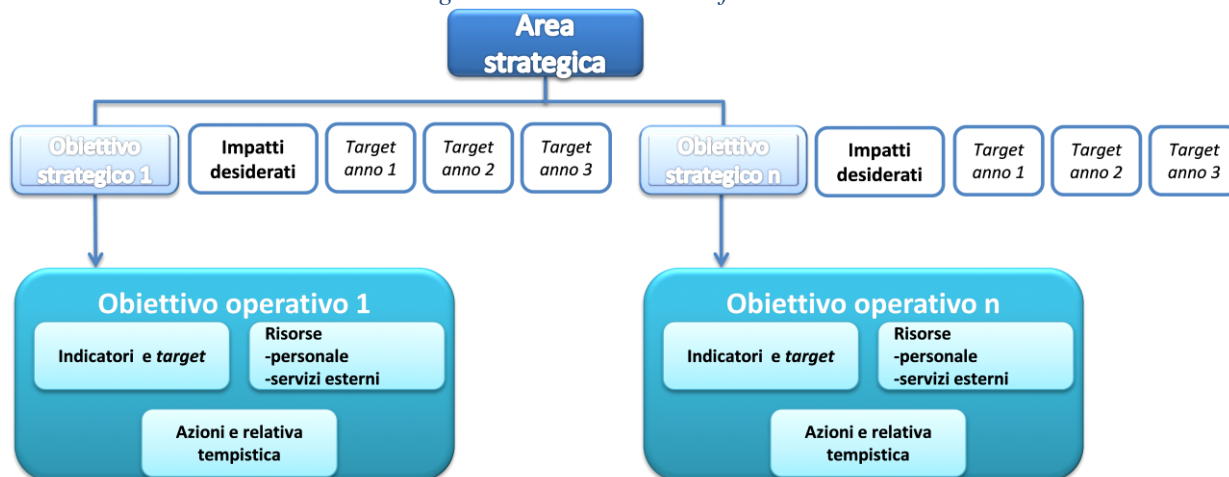 Area
strategica
Obiettivo
strategico 1
Impatti
desiderati
Target
anno 1
Target
anno 2
Target
anno 3
Obiettivo
strategico n
Impatti
desiderati
Target
anno 1
Target
anno 2
Target
anno 3
Obiettivo operativo 1
Indicatori e target
Risorse
-personale
-servizi esterni
Azioni e relativa
tempistica
Obiettivo operativo n
Indicatori e target
Risorse
-personale
-servizi esterni
Azioni e relativa
tempistica